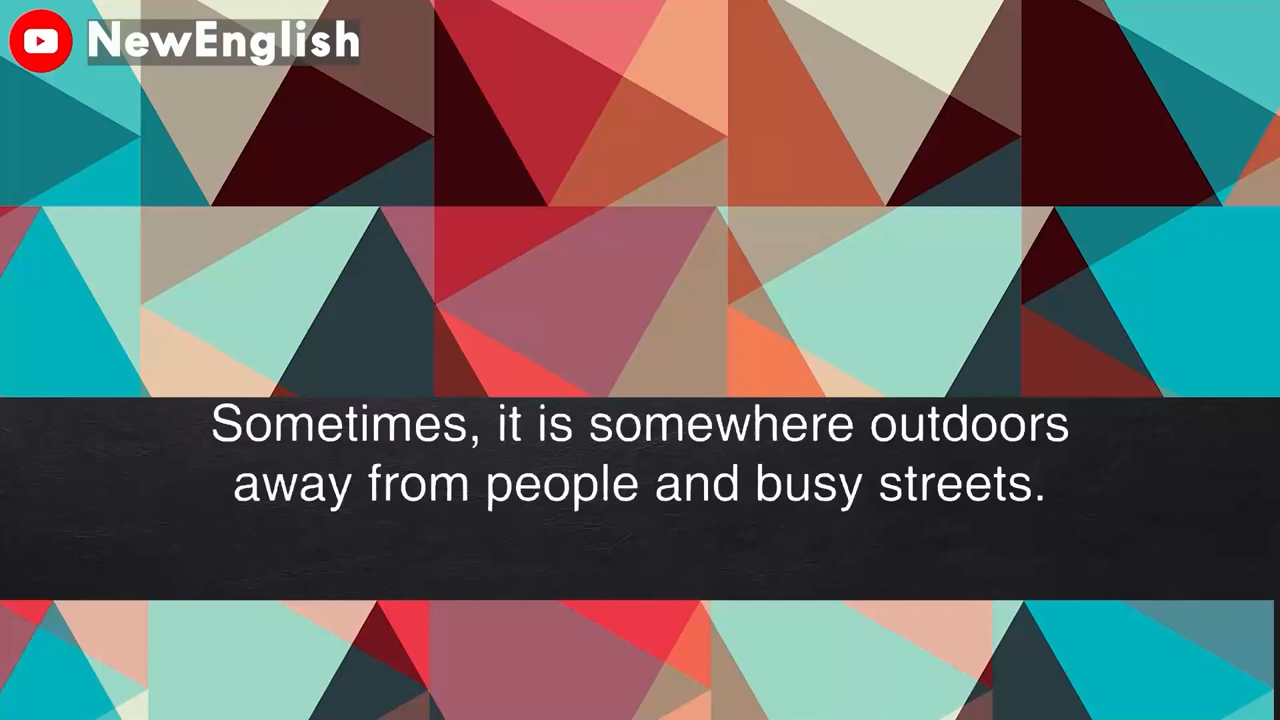 NewEnglish
Sometimes, it is somewhere outdoors
away from people and busy streets.